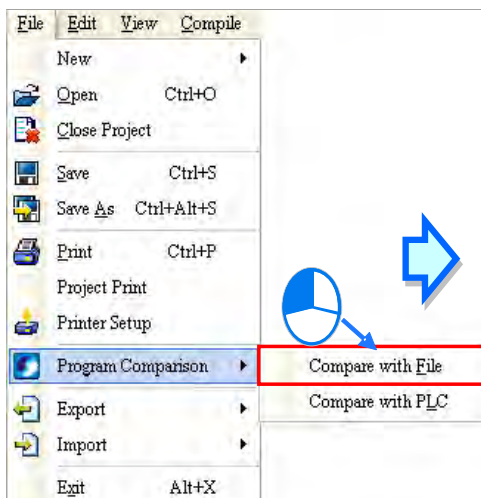 File Edit View Compile
New
Open Ctrl+O
Close Project
Save Ctrl+S
Save As Ctrl+Alt+S
Print Ctrl+P
Project Print
Printer Setup
Program Comparison
Compare with File
Compare with PLC
Export
Import
Exit Alt+X